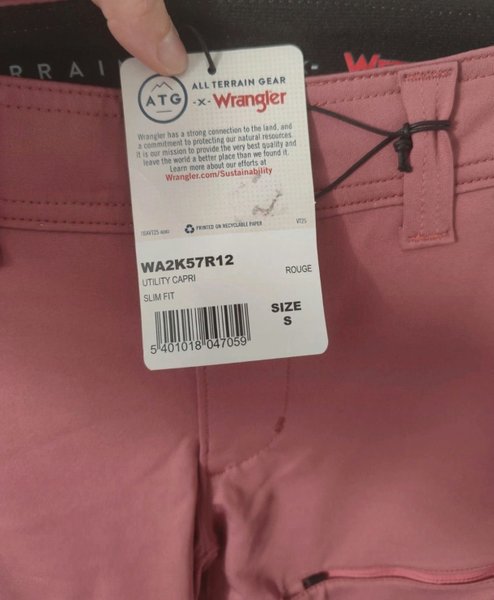 RRAI
Wr
ATG
ALL TERRAIN GEAR
-X- Wrangler
Wrangler has a strong connection to the land, and
a commitment to protecting our natural resources.
It is our mission to provide the very best quality and
leave the world a better place than we found it.
Learn more about our efforts at
Wrangler.com/Sustainability
PRINTED ON RECYCLABLE PAPER
WA2K57R12
UTILITY CAPRI
ROUGE
SLIM FIT
SIZE
S
5 401018 047059